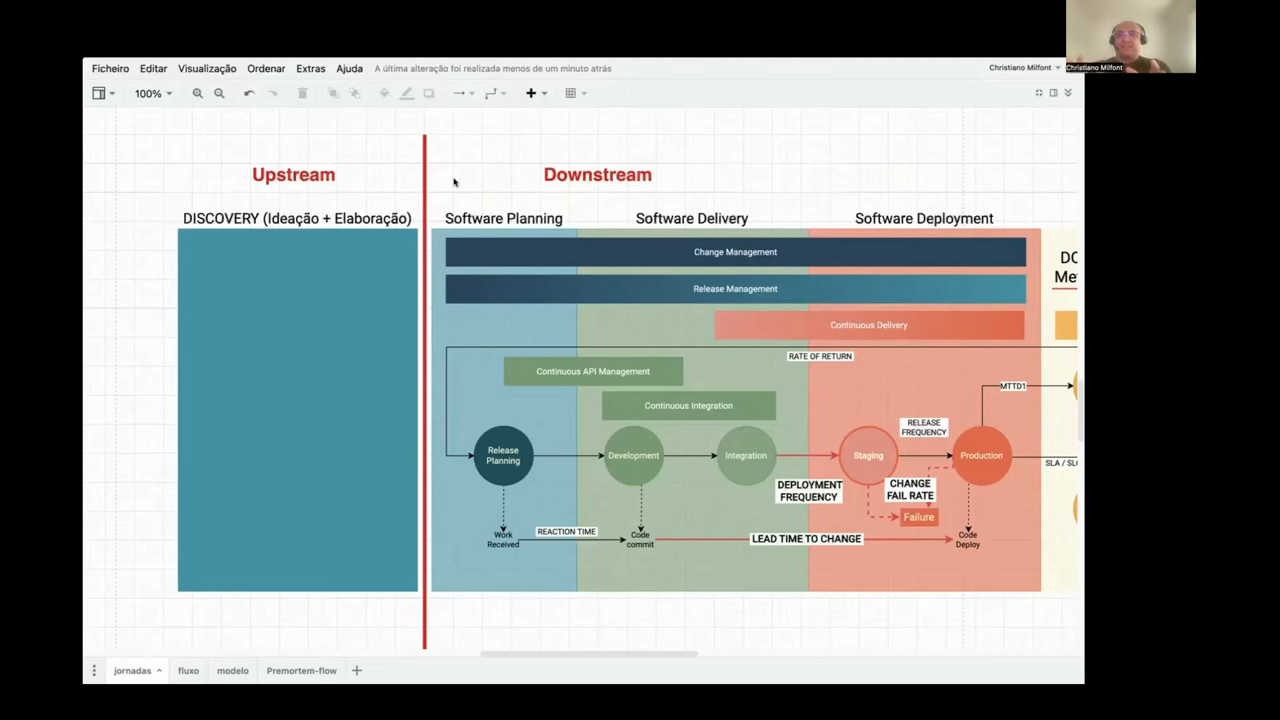 Christiano Milfont
Ficheiro Editar Visualização Ordenar Extras Ajuda A última alteração foi realizada menos de um minuto atrás
Christiano Milfont
100%
Upstream
Downstream
DISCOVERY (Ideação + Elaboração)
Software Planning
Software Delivery
Software Deployment
Change Management
Release Management
Continuous Delivery
DO
Me
RATE OF RETURN
Continuous API Management
Continuous Integration
MTTD1
Release
Planning
Development
Integration
Staging
RELEASE
FREQUENCY
Production
SLA / SL
DEPLOYMENT
FREQUENCY
CHANGE
FAIL RATE
Failure
Work
Received
REACTION TIME
Code
commit
LEAD TIME TO CHANGE
Code
Deploy
jornadas fluxo modelo Premortem-flow